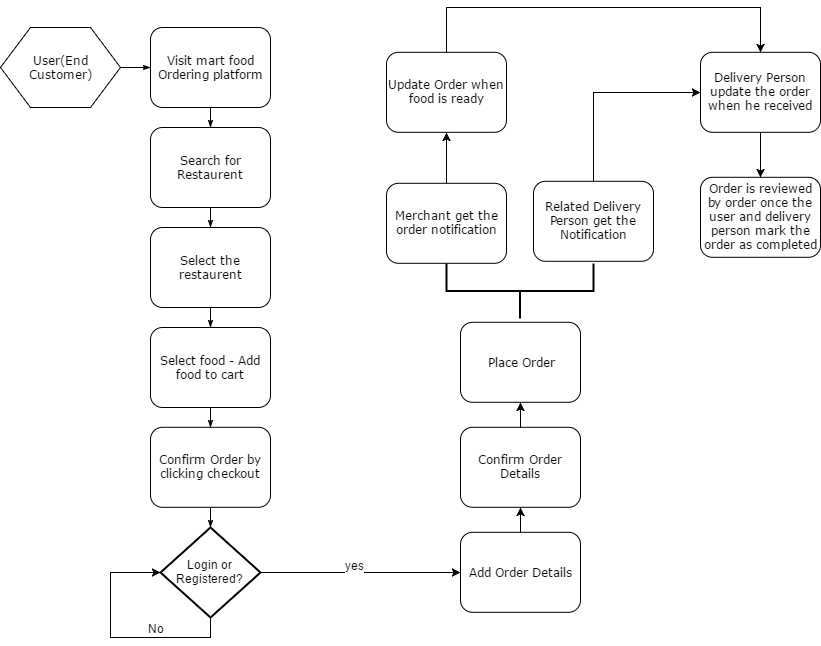 User(End
Customer)
Visit mart food
Ordering platform
Search for
Restaurent
Select the
restaurent
Select food - Add
food to cart
Confirm Order by
clicking checkout
Login or
Registered?
No
yes
Add Order Details
Confirm Order
Details
Place Order
Merchant get the
order notification
Related Delivery
Person get the
Notification
Update Order when
food is ready
Delivery Person
update the order
when he received
Order is reviewed
by order once the
user and delivery
person mark the
order as completed